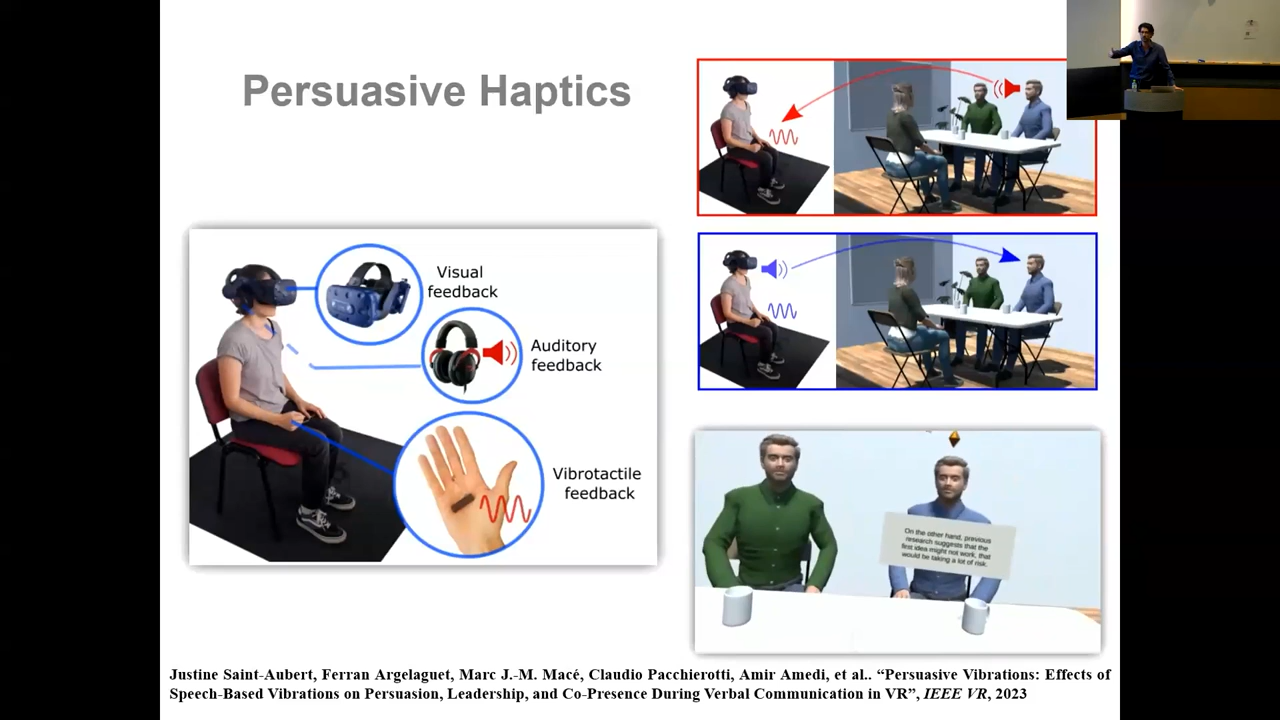 Persuasive Haptics
Visual
feedback
Auditory
feedback
Vibrotactile
feedback
On the other hand, previous
research suggests that the
first idea might not work, that
would be taking a lot of risk.
Justine Saint-Aubert, Ferran Argelaguet, Marc J.-M. Macé, Claudio Pacchierotti, Amir Amedi, et al.. “Persuasive Vibrations: Effects of
Speech-Based Vibrations on Persuasion, Leadership, and Co-Presence During Verbal Communication in VR”, IEEE VR, 2023